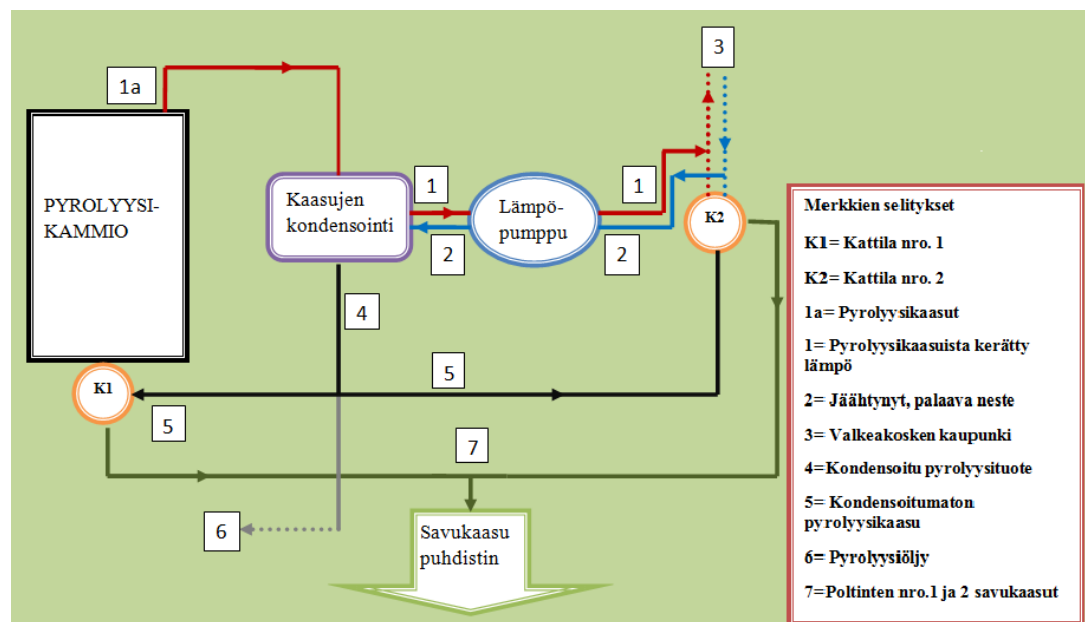 3
1a
PYROLYYSI-
KAMMIO
Kaasujen
kondensointi
1
2
Lämpö-
pumppu
1
2
K2
4
K1
5
5
7
6
Savukaasu
puhdistin
Merkkien selitykset
K1= Kattila nro. 1
K2= Kattila nro. 2
1a= Pyrolyysikaasut
1= Pyrolyysikaasuista kerätty
lämpö
2= Jäähtynyt, palaava neste
3= Valkeakosken kaupunki
4=Kondensoitu pyrolyysituote
5= Kondensoitumaton
pyrolyysikaasu
6= Pyrolyysiöljy
7=Poltinten nro.1 ja 2 savukaasut